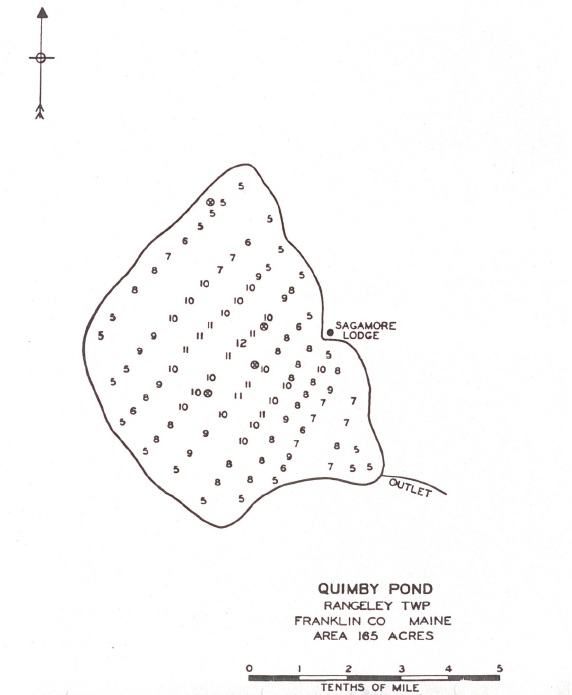 5
5
5
5
5
6 6
5
7 7
8 7 5
9 5
10 10
8 8
10 10 9
5 10 10 10 5
11 6
5 9 11 11 8
12
9 11 11 8 8 5
5 10 10 8 10 8
10 11 8
5 9 10 8
8 10 11 8 9
10 10 8 7 7
6 10 11
5 8 10 9 7 7
9 6
8 10 8 7
5 9 8 5
8 8 9
5 6 7 5 5
8 8 5
5 5
SAGAMORE
LODGE
OUTLET
QUIMBY POND
RANGELEY TWP
FRANKLIN CO MAINE
AREA 165 ACRES
0 1 2 3 4 5
TENTHS OF MILE